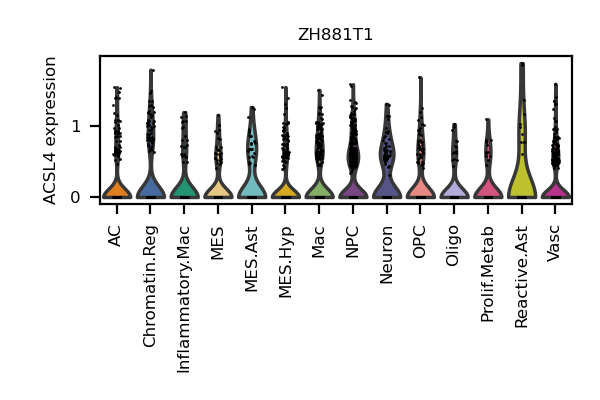 ZH881T1
ACSL4 expression
1
0
AC
Chromatin.Reg
Inflammatory.Mac
MES
MES.Ast
MES.Hyp
Mac
NPC
Neuron
OPC
Oligo
Prolif.Metab
Reactive.Ast
Vasc